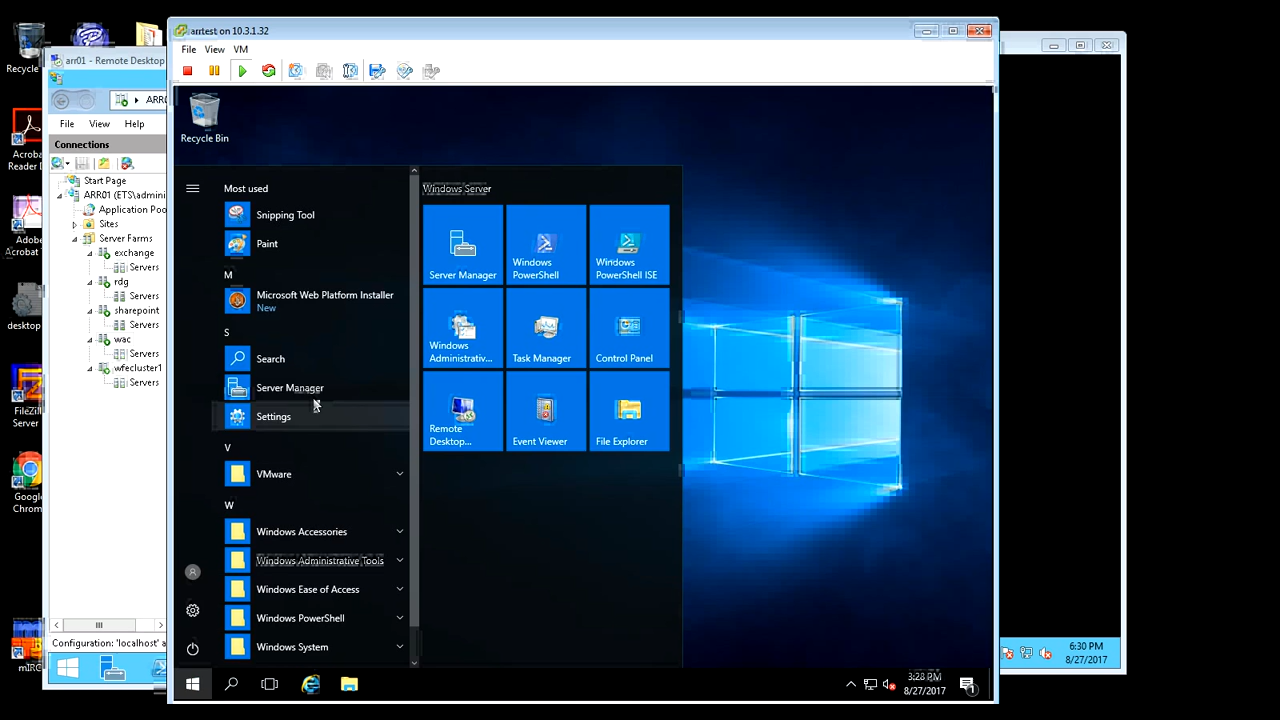 arrtest on 10.3.1.32
File View VM
Recycle
arr01 - Remote Desktop
ARR0
File View Help
Connections
Start Page
ARR01 (ETS\admini
Application Poo
Sites
Server Farms
exchange
Servers
rdg
Servers
sharepoint
Servers
wac
Servers
wfecluster1
Servers
Configuration: 'localhost' a
Acroba
Reader D
Adobe
Acrobat
desktop
FileZill
Server
Google
Chrom
mIRC
Recycle Bin
Most used
Snipping Tool
Paint
M
Microsoft Web Platform Installer
New
S
Search
Server Manager
Settings
V
VMware
W
Windows Accessories
Windows Administrative Tools
Windows Ease of Access
Windows PowerShell
Windows System
Windows Server
Server Manager
Windows
PowerShell
Windows
PowerShell ISE
Windows
Administrativ...
Task Manager
Control Panel
Remote
Desktop...
Event Viewer
File Explorer
3:28 PM
8/27/2017
1
6:30 PM
8/27/2017